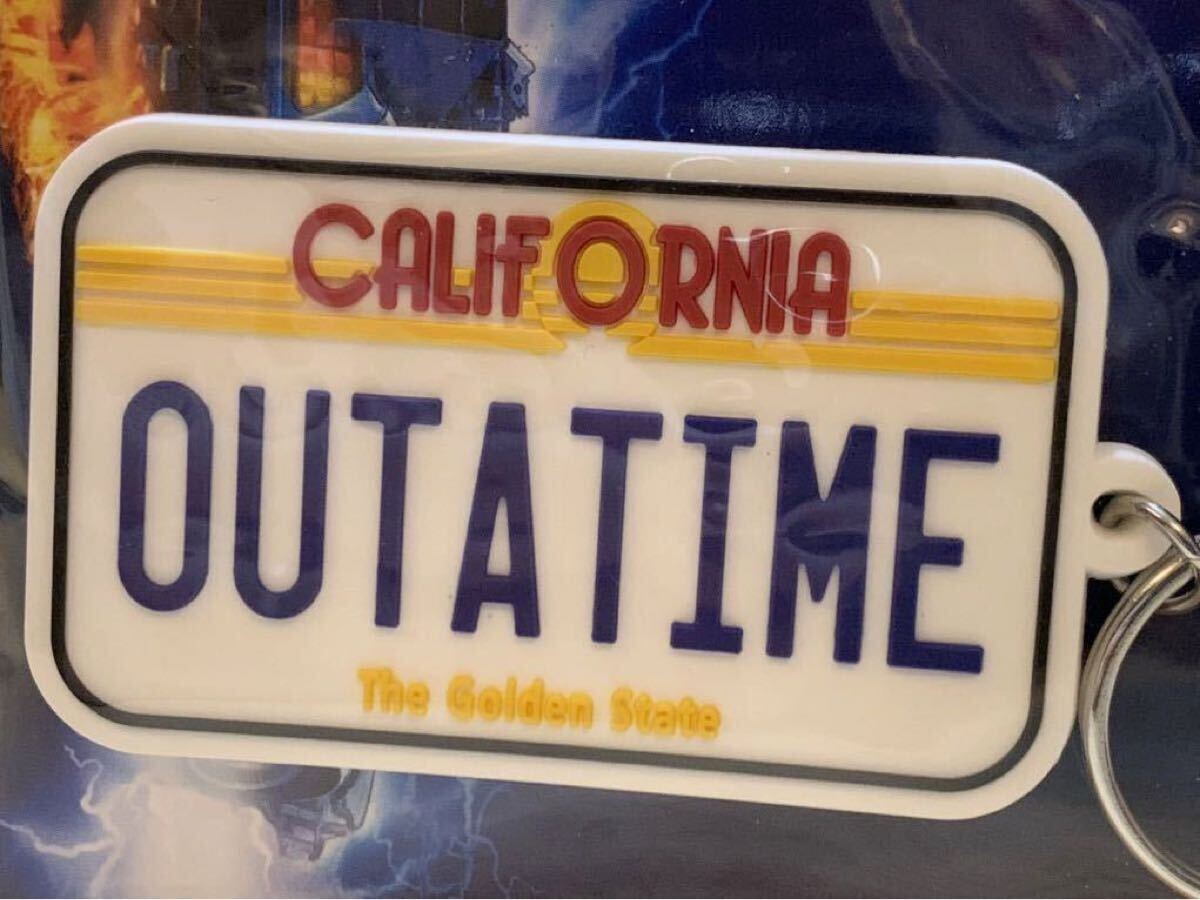 CALIFORNIA
OUTATIME
The Golden State